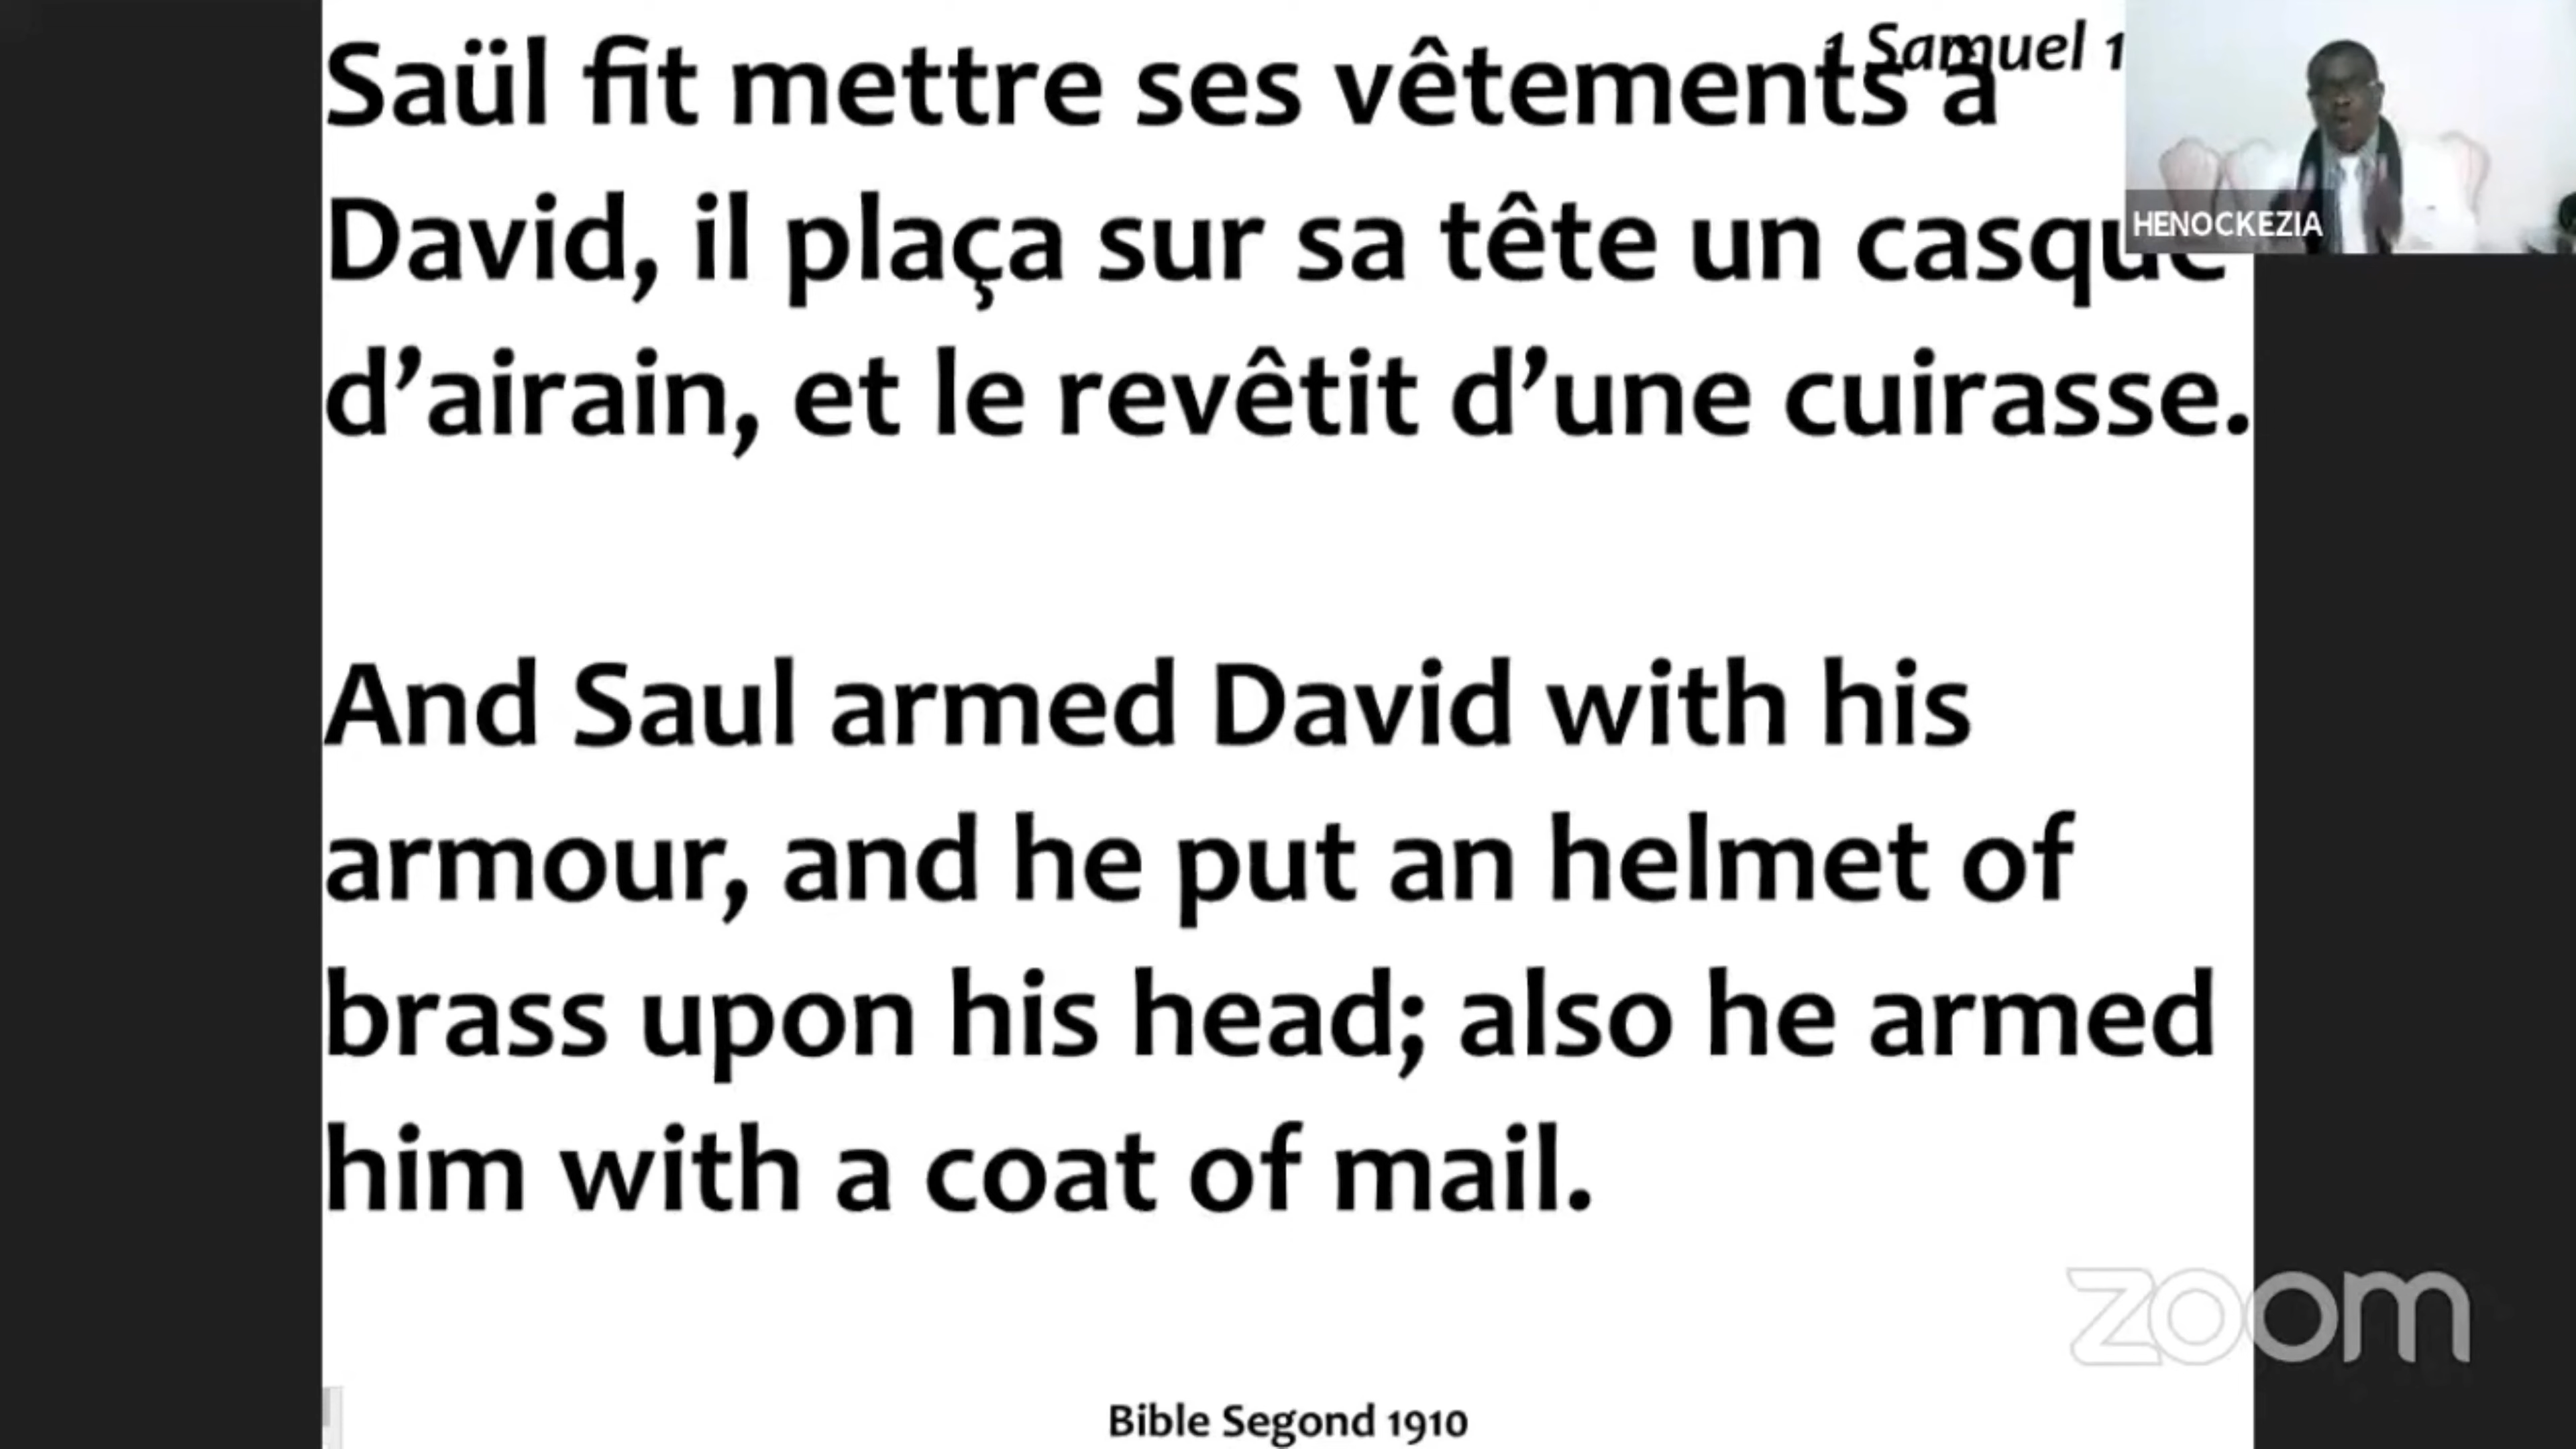 1 Samuel 1
Saül fit mettre ses vêtements à
David, il plaça sur sa tête un casque
d’airain, et le revêtit d’une cuirasse.
And Saul armed David with his
armour, and he put an helmet of
brass upon his head; also he armed
him with a coat of mail.
HENOCKEZIA
zoom
Bible Segond 1910